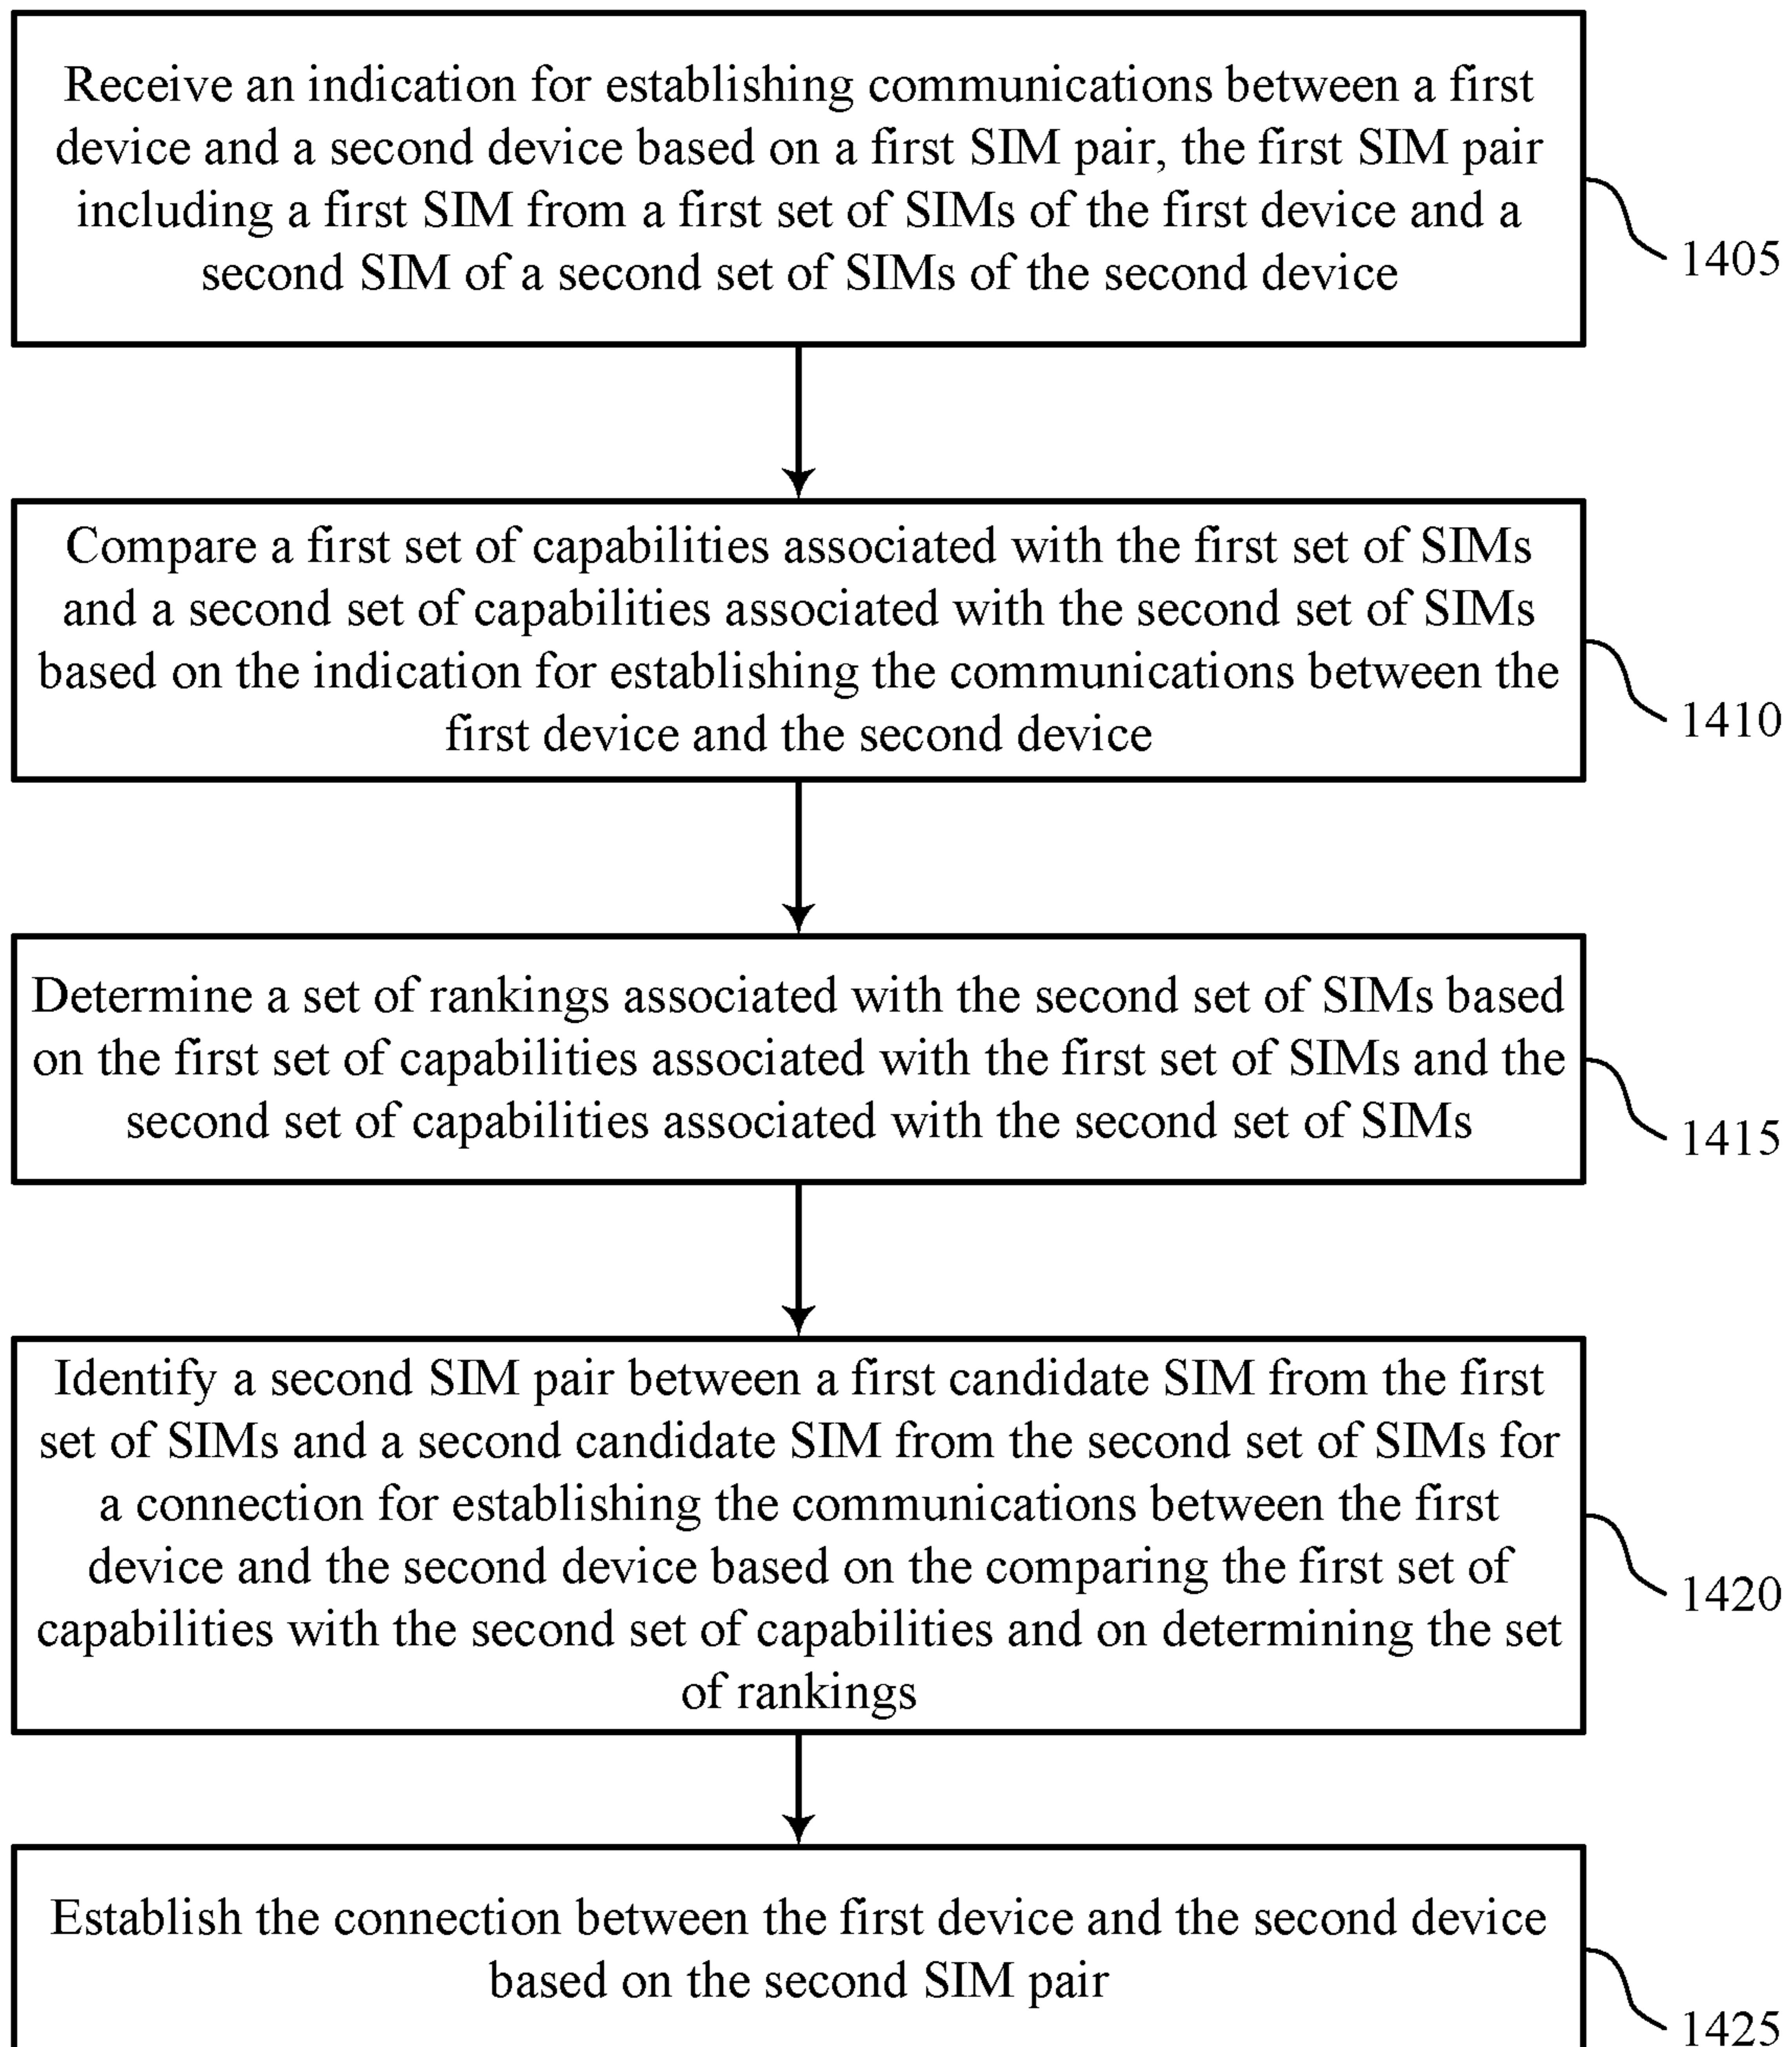 Receive an indication for establishing communications between a first
device and a second device based on a first SIM pair, the first SIM pair
including a first SIM from a first set of SIMs of the first device and a
second SIM of a second set of SIMs of the second device
1405
Compare a first set of capabilities associated with the first set of SIMs
and a second set of capabilities associated with the second set of SIMs
based on the indication for establishing the communications between the
first device and the second device
1410
Determine a set of rankings associated with the second set of SIMs based
on the first set of capabilities associated with the first set of SIMs and the
second set of capabilities associated with the second set of SIMs
1415
Identify a second SIM pair between a first candidate SIM from the first
set of SIMs and a second candidate SIM from the second set of SIMs for
a connection for establishing the communications between the first
device and the second device based on the comparing the first set of
capabilities with the second set of capabilities and on determining the set
of rankings
1420
Establish the connection between the first device and the second device
based on the second SIM pair
1425